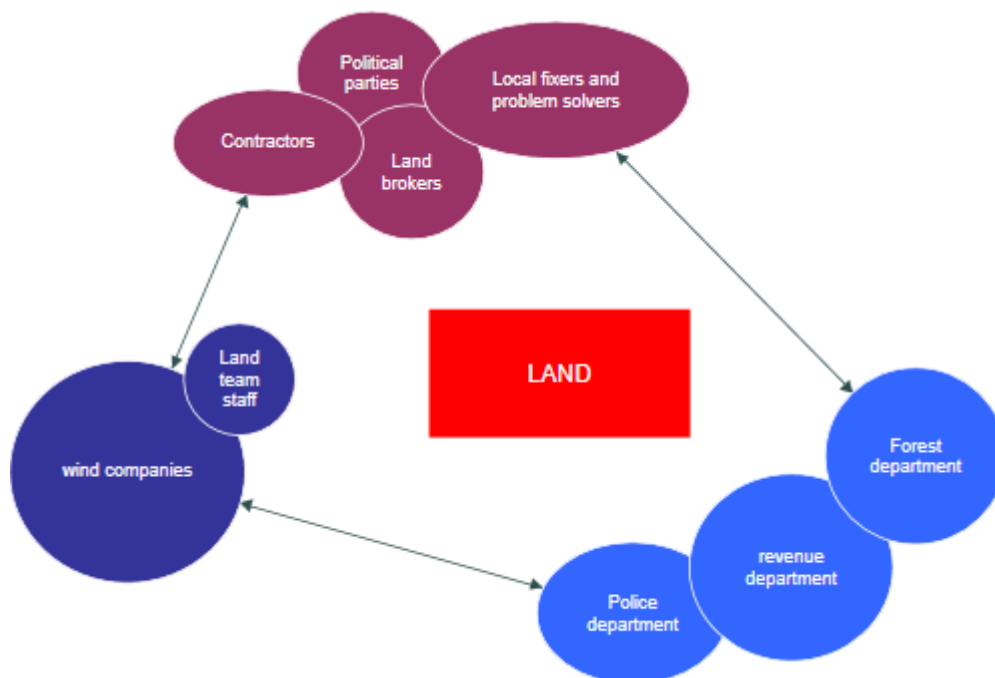 Political
parties
Local fixers and
problem solvers
Contractors
Land
brokers
Land
team
staff
LAND
wind companies
Forest
department
revenue
department
Police
department